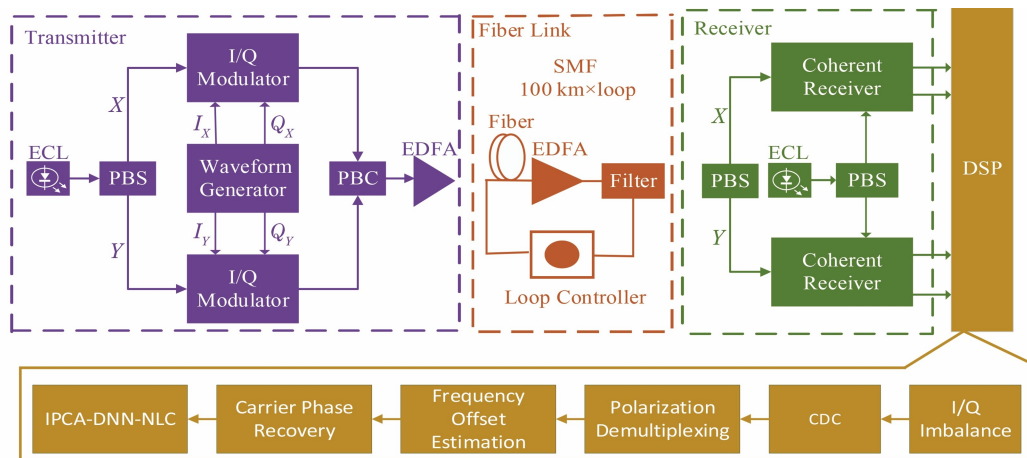 Transmitter
I/Q
Modulator
X
I_X
Q_X
ECL
PBS
Waveform
Generator
PBC
EDFA
Y
I_Y
Q_Y
I/Q
Modulator
Fiber Link
SMF
100 km×loop
Fiber
EDFA
Filter
Loop Controller
Receiver
Coherent
Receiver
X
ECL
PBS
PBS
Y
Coherent
Receiver
DSP
IPCA-DNN-NLC
Carrier Phase
Recovery
Frequency
Offset
Estimation
Polarization
Demultiplexing
CDC
I/Q
Imbalance